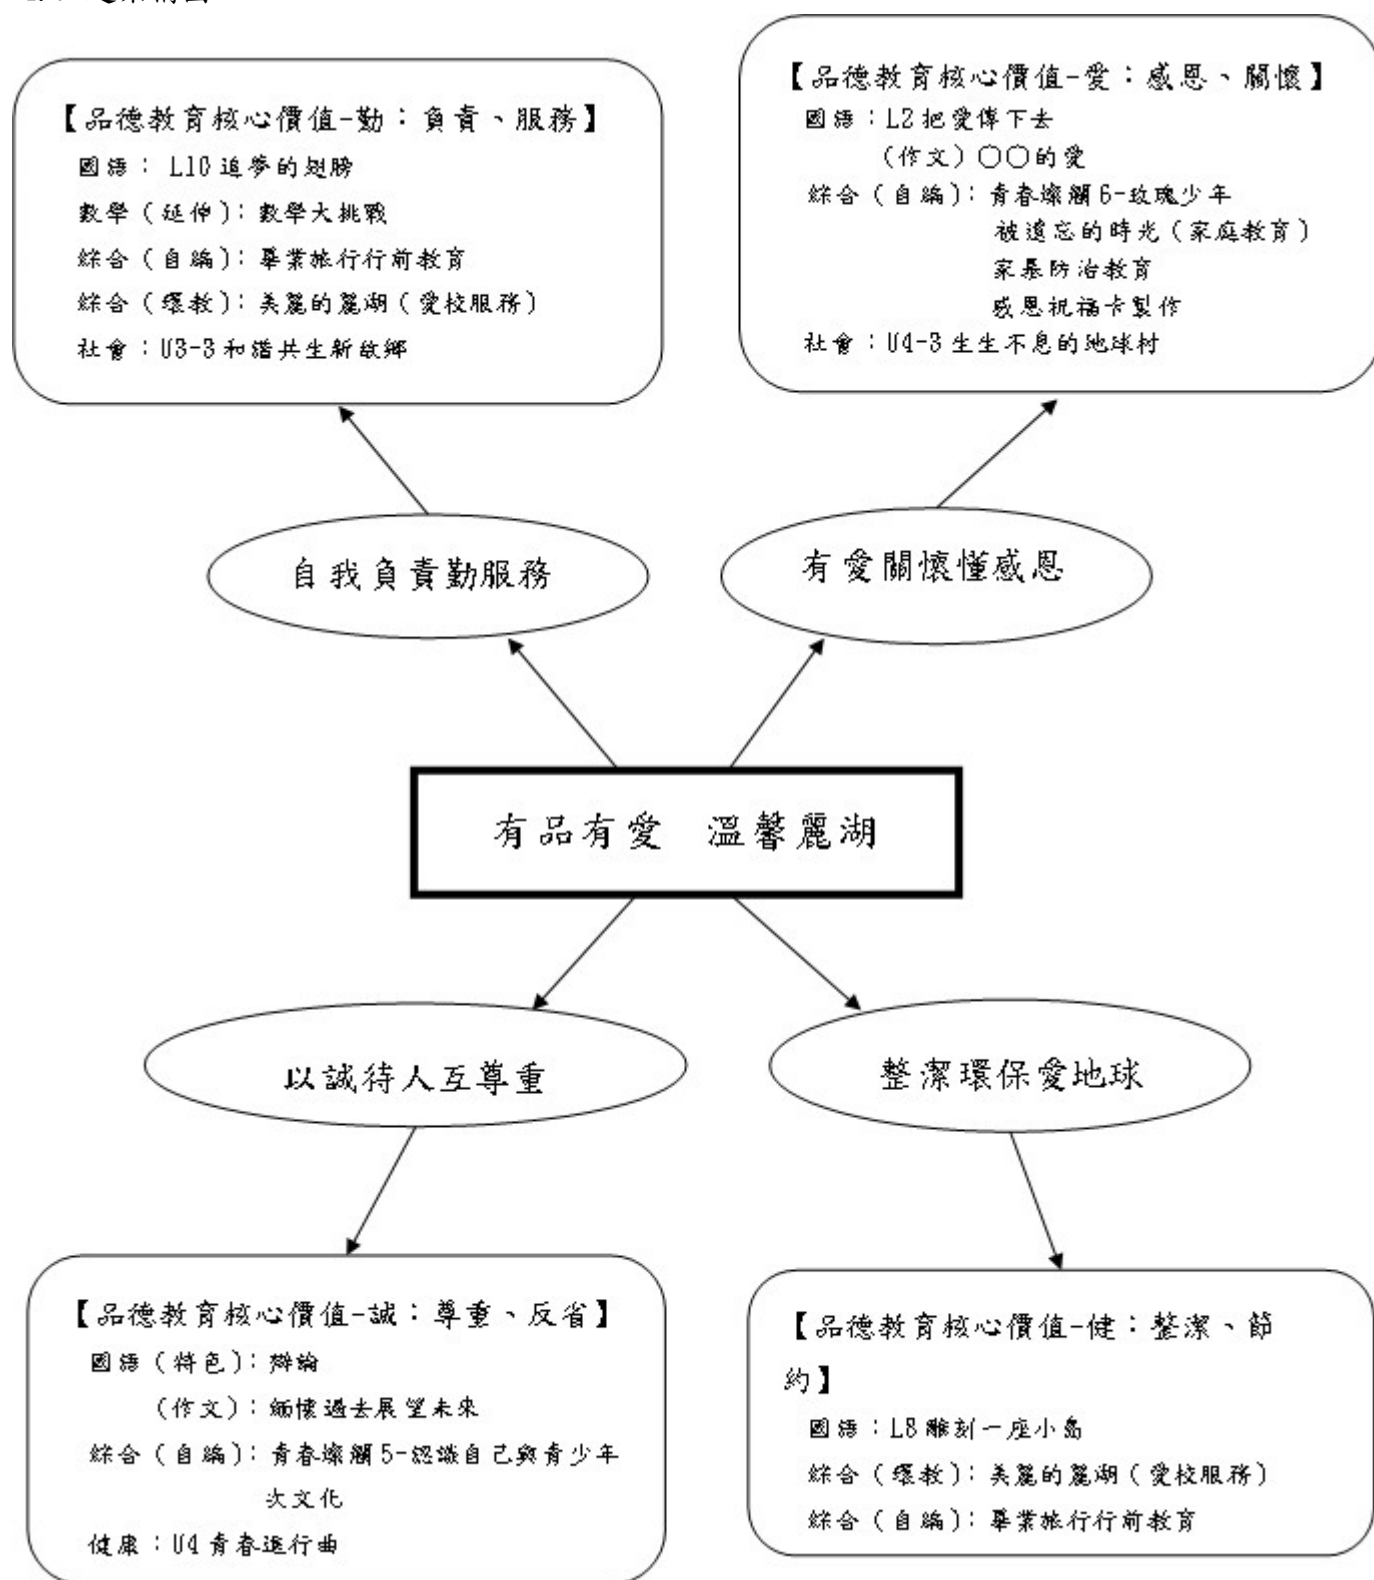 【品德教育核心價值-勤：負責、服務】
國語： L10 追夢的翅膀
數學（延伸）：數學大挑戰
綜合（自編）：畢業旅行行前教育
綜合（環教）：美麗的麗湖（愛校服務）
社會：U3-3 和諧共生新故鄉
【品德教育核心價值-愛：感恩、關懷】
國語：L2 把愛傳下去
（作文）○○的愛
綜合（自編）：青春燦爛 6-玫瑰少年
被遺忘的時光（家庭教育）
家暴防治教育
感恩祝福卡製作
社會：U4-3 生生不息的地球村
自我負責勤服務
有愛關懷懂感恩
有品有愛 溫馨麗湖
以誠待人互尊重
整潔環保愛地球
【品德教育核心價值-誠：尊重、反省】
國語（特色）：辯論
（作文）：緬懷過去展望未來
綜合（自編）：青春燦爛 5-認識自己與青少年
次文化
健康：U4 青春進行曲
【品德教育核心價值-健：整潔、節
約】
國語：L8 雕刻一座小島
綜合（環教）：美麗的麗湖（愛校服務）
綜合（自編）：畢業旅行行前教育